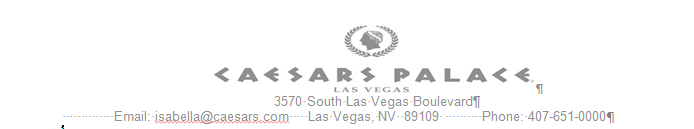 CAESARS PALACE
LAS VEGAS ¶
3570 South Las Vegas Boulevard¶
Email: isabella@caesars.com Las Vegas, NV 89109 Phone: 407-651-0000¶